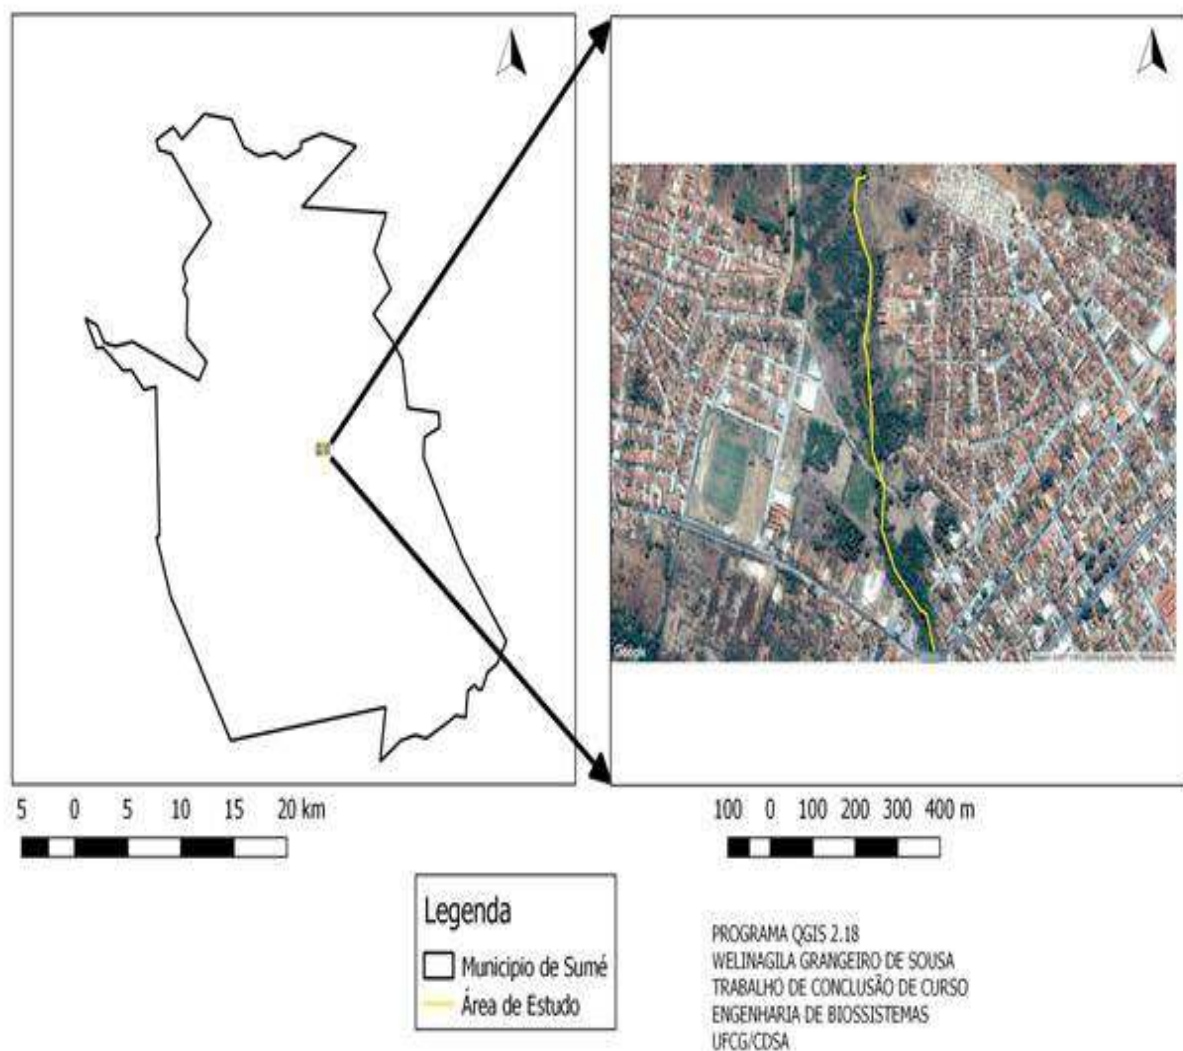 Google
5 0 5 10 15 20 km
100 0 100 200 300 400 m
Legenda
Municipio de Sumé
Área de Estudo
PROGRAMA QGIS 2.18
WELINAGILA GRANGEIRO DE SOUSA
TRABALHO DE CONCLUSÃO DE CURSO
ENGENHARIA DE BIOSSISTEMAS
UFCG/CDSA